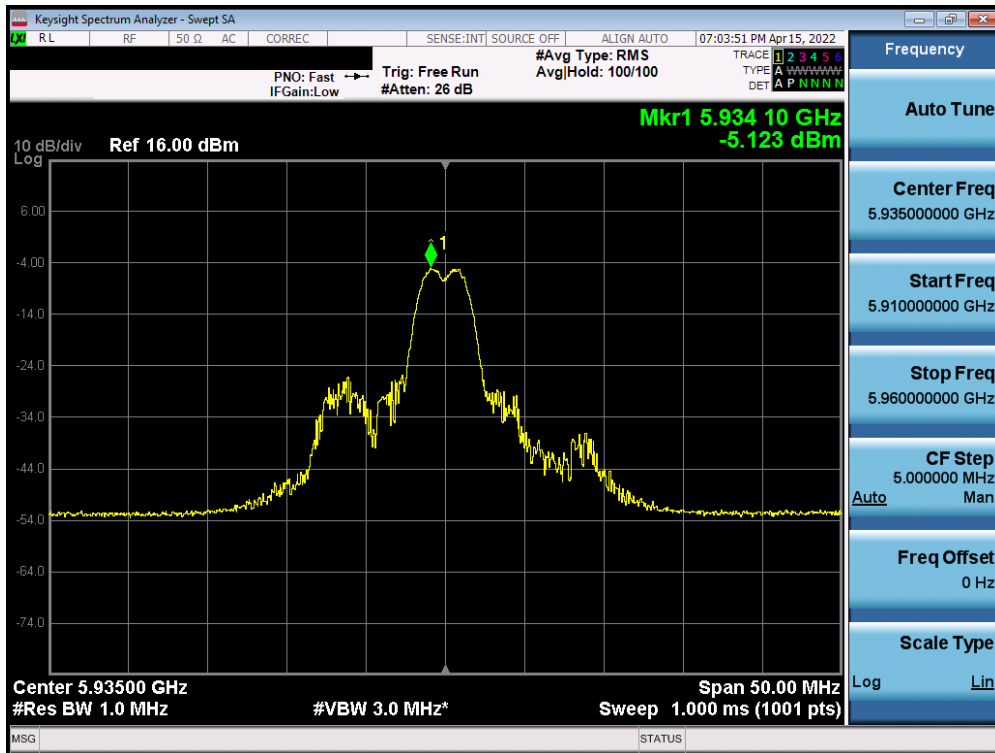 Keysight Spectrum Analyzer - Swept SA
LXI RL RF 50 Ω AC CORREC SENSE:INT SOURCE OFF ALIGN AUTO 07:03:51 PM Apr 15, 2022
PNO: Fast
IFGain:Low
Trig: Free Run
#Atten: 26 dB
#Avg Type: RMS
Avg|Hold: 100/100
TRACE 1 2 3 4 5 6
TYPE A WWWWW
DET A P N N N N
Mkr1 5.934 10 GHz
-5.123 dBm
10 dB/div Ref 16.00 dBm
Log
6.00
-4.00
-14.0
-24.0
-34.0
-44.0
-54.0
-64.0
-74.0
1
Center 5.93500 GHz Span 50.00 MHz
#Res BW 1.0 MHz #VBW 3.0 MHz* Sweep 1.000 ms (1001 pts)
MSG STATUS
Frequency
Auto Tune
Center Freq
5.935000000 GHz
Start Freq
5.910000000 GHz
Stop Freq
5.960000000 GHz
CF Step
5.000000 MHz
Auto Man
Freq Offset
0 Hz
Scale Type
Log Lin